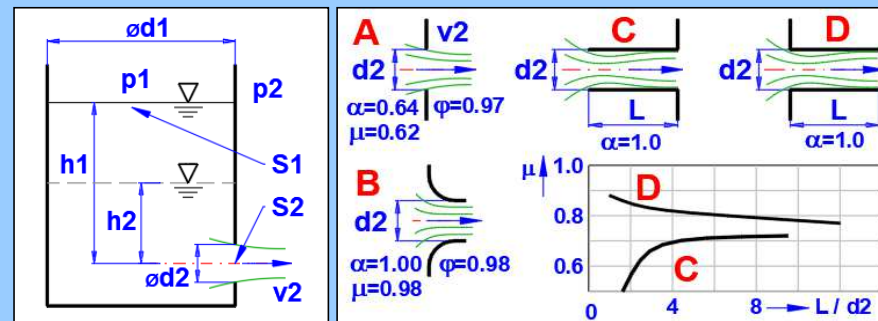 ød1
p1
p2
h1
S1
h2
S2
ød2
v2
A
v2
d2
α=0.64
φ=0.97
μ=0.62
C
d2
L
α=1.0
D
d2
L
α=1.0
B
d2
α=1.00
φ=0.98
μ=0.98
μ
1.0
0.8
0.6
D
C
0
4
8
L / d2